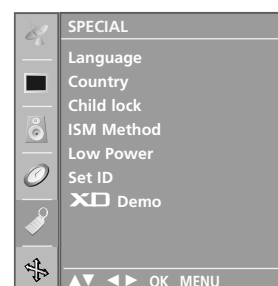 SPECIAL
Language
Country
Child lock
ISM Method
Low Power
Set ID
XD Demo
▲▼ ◄► OK MENU